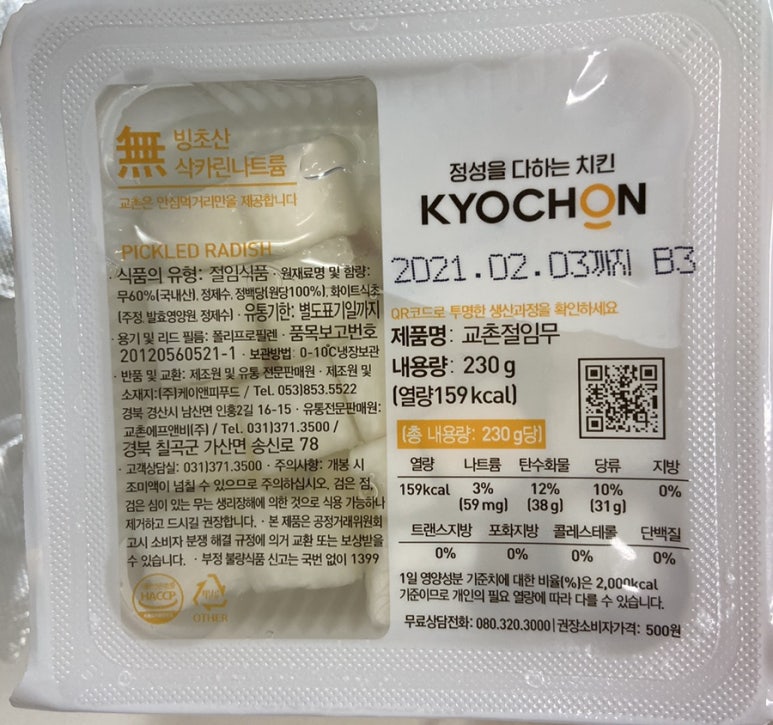 無 빙초산
삭카린나트륨
교촌은 안심먹거리만을 제공합니다
PICKLED RADISH
· 식품의 유형: 절임식품 · 원재료명 및 함량:
무60%(국내산), 정제수, 정백당(원당100%), 화이트식초
(주정, 발효영양원, 정제수) · 유통기한: 별도표기일까지
· 용기 및 리드 필름: 폴리프로필렌 · 품목보고번호
20120560521-1 · 보관방법: 0-10C냉장보관
· 반품 및 교환: 제조원 및 유통 전문판매원 · 제조원 및
소재지:(주)케이앤피푸드 / Tel. 053)853.5522
경북 경산시 남산면 인흥2길 16-15 · 유통전문판매원:
교촌에프앤비(주) / Tel. 031)371.3500 /
경북 칠곡군 가산면 송신로 78
· 고객상담실: 031)371.3500 · 주의사항: 개봉 시
조미액이 넘칠 수 있으므로 주의하십시오. 검은 점,
검은 심이 있는 무는 생리장해에 의한 것으로 식용 가능하나
제거하고 드시길 권장합니다. · 본 제품은 공정거래위원회
고시 소비자 분쟁 해결 규정에 의거 교환 또는 보상받을
수 있습니다. · 부정 불량식품 신고는 국번 없이 1399
HACCP
OTHER
정성을 다하는 치킨
KYOCHON
2021.02.03까지 B3
QR코드로 투명한 생산과정을 확인하세요
제품명: 교촌절임무
내용량: 230 g
(열량159 kcal)
(총 내용량: 230 g당)
열량 나트륨 탄수화물 당류 지방
159kcal 3% 12% 10% 0%
(59 mg) (38 g) (31 g)
트랜스지방 포화지방 콜레스테롤 단백질
0% 0% 0% 0%
1일 영양성분 기준치에 대한 비율(%)은 2,000kcal
기준이므로 개인의 필요 열량에 따라 다를 수 있습니다.
무료상담전화: 080.320.3000 | 권장소비자가격: 500원